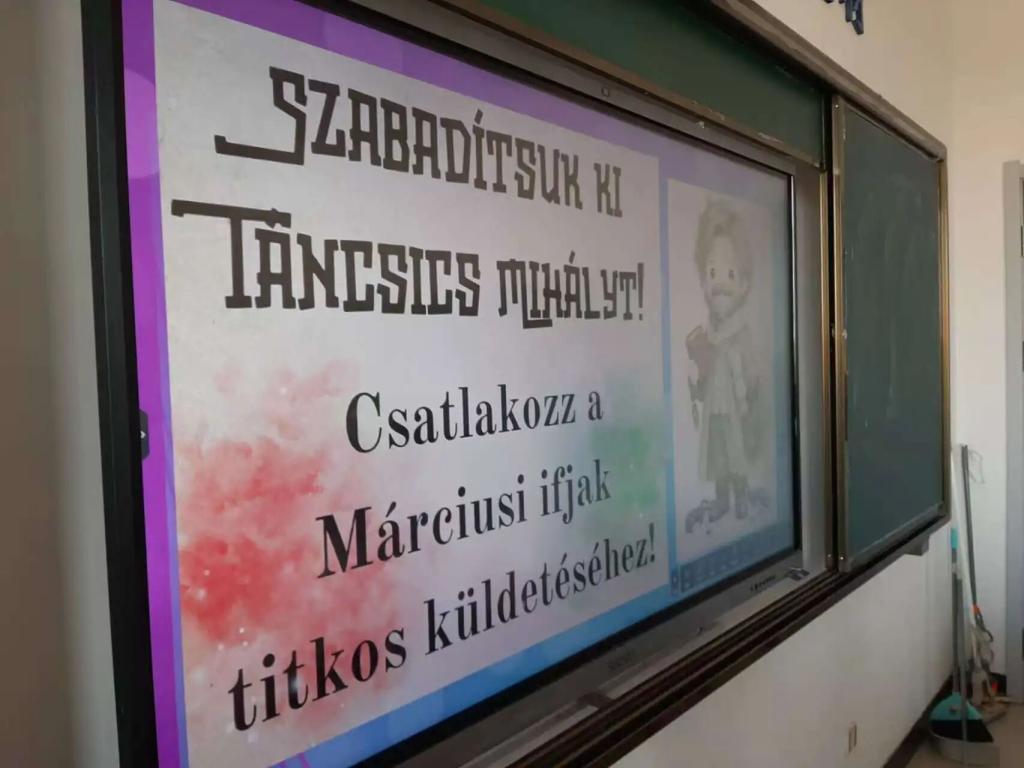 SZABADÍTSUK KI
TÁNCSICS MIHÁLYT!
Csatlakozz a
Márciusi ifjak
titkos küldetéséhez!